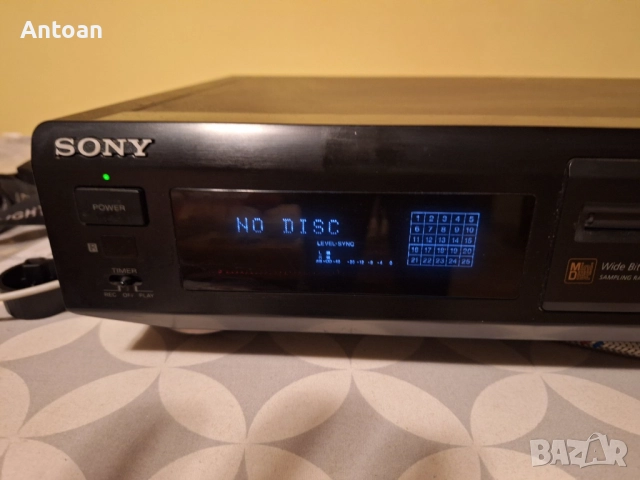 Antoan
SONY
POWER
NO DISC
LEVEL-SYNC
1 2 3 4 5
6 7 8 9 10
11 12 13 14 15
16 17 18 19 20
21 22 23 24 25
TIMER
REC OFF PLAY
Mini
Wide Bit
SAMPLING
BAZAR